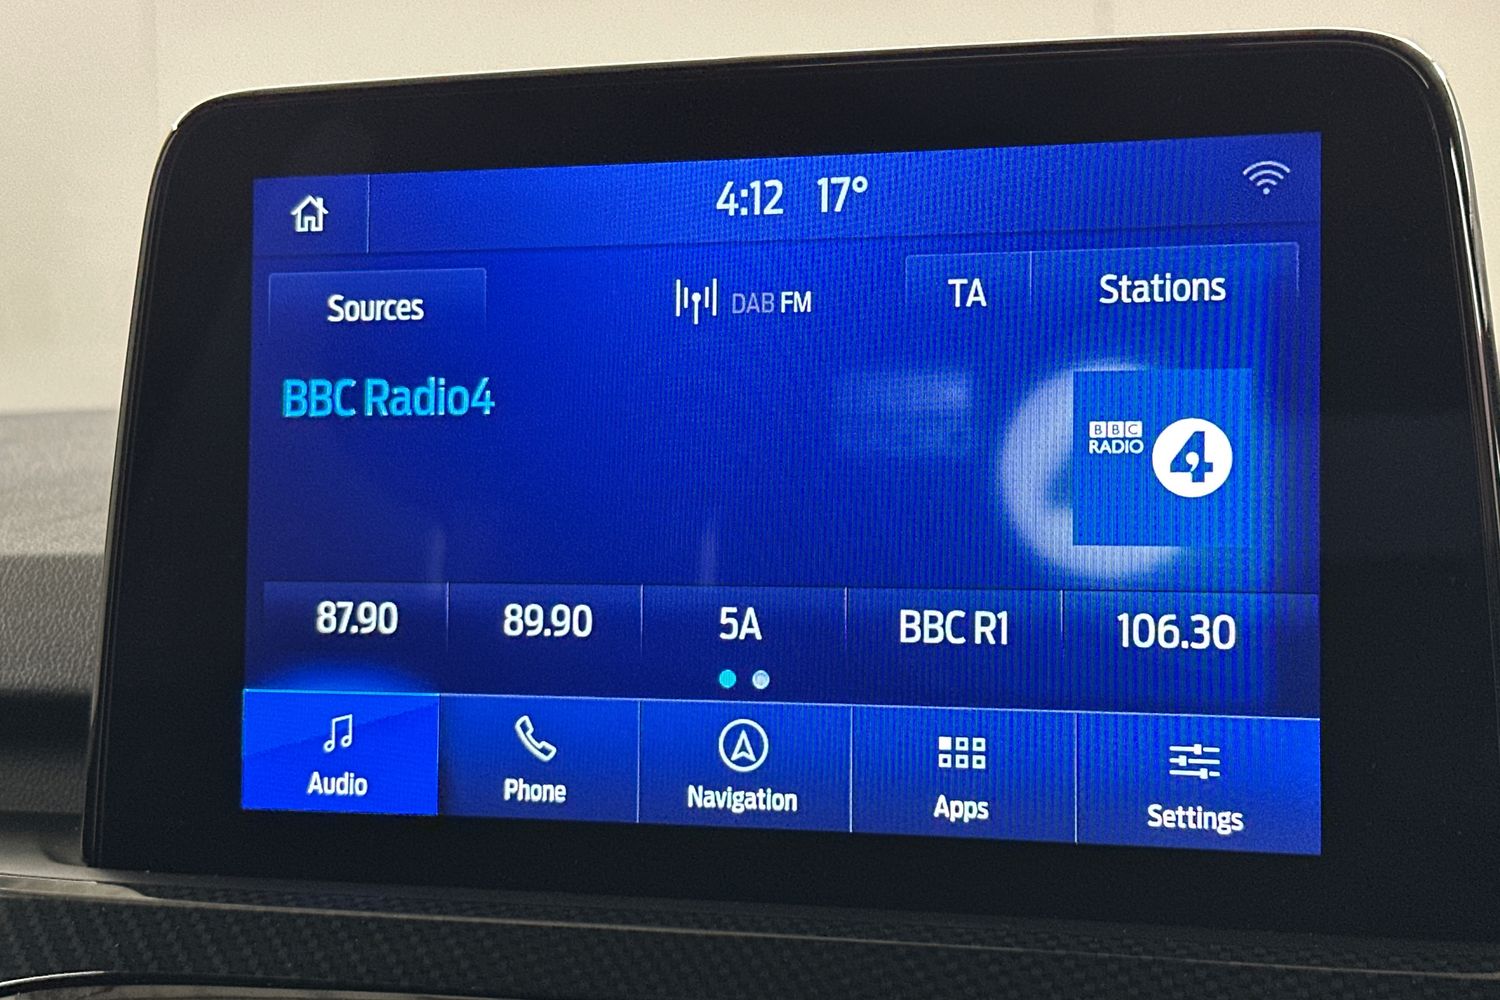 4:12 17°
Sources
DAB FM
TA
Stations
BBC Radio4
BBC
RADIO
4
87.90
89.90
5A
BBC R1
106.30
Audio
Phone
Navigation
Apps
Settings